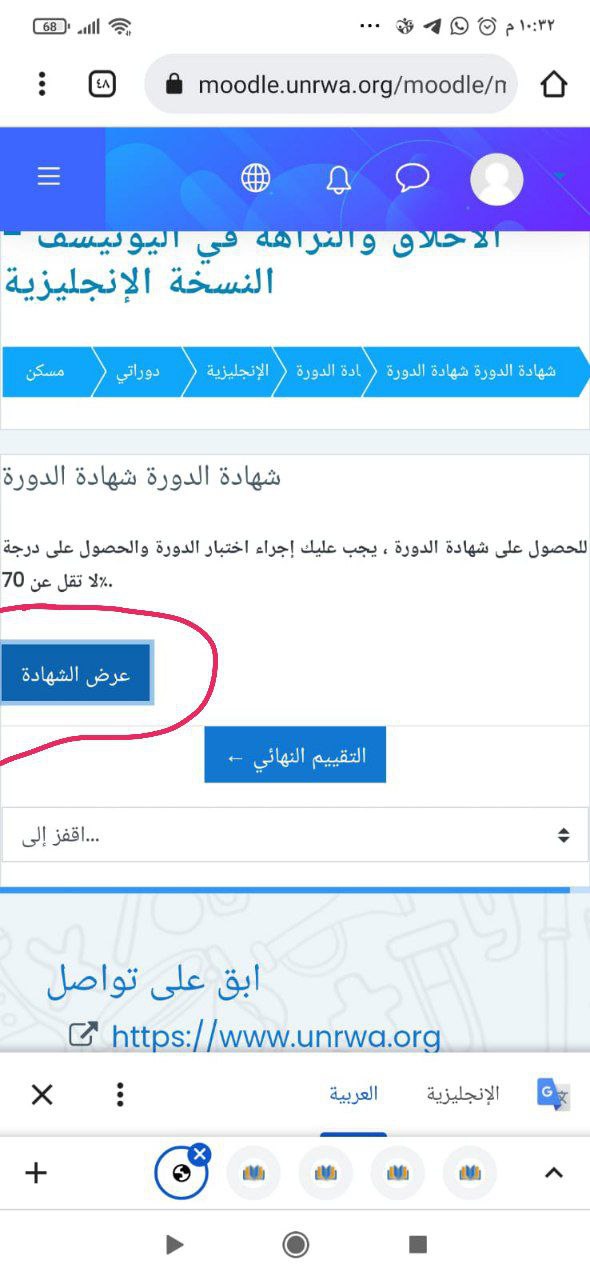 68
١٠:٣٢ م
٤٨
moodle.unrwa.org/moodle/n
الأخلاق والنزاهة في اليونيسف –
النسخة الإنجليزية
مسكن
دوراتي
الإنجليزية
ادة الدورة
شهادة الدورة شهادة الدورة
شهادة الدورة شهادة الدورة
للحصول على شهادة الدورة ، يجب عليك إجراء اختبار الدورة والحصول على درجة
لا تقل عن 70٪.
عرض الشهادة
التقييم النهائي ←
اقفز إلى...
ابق على تواصل
https://www.unrwa.org
العربية
الإنجليزية